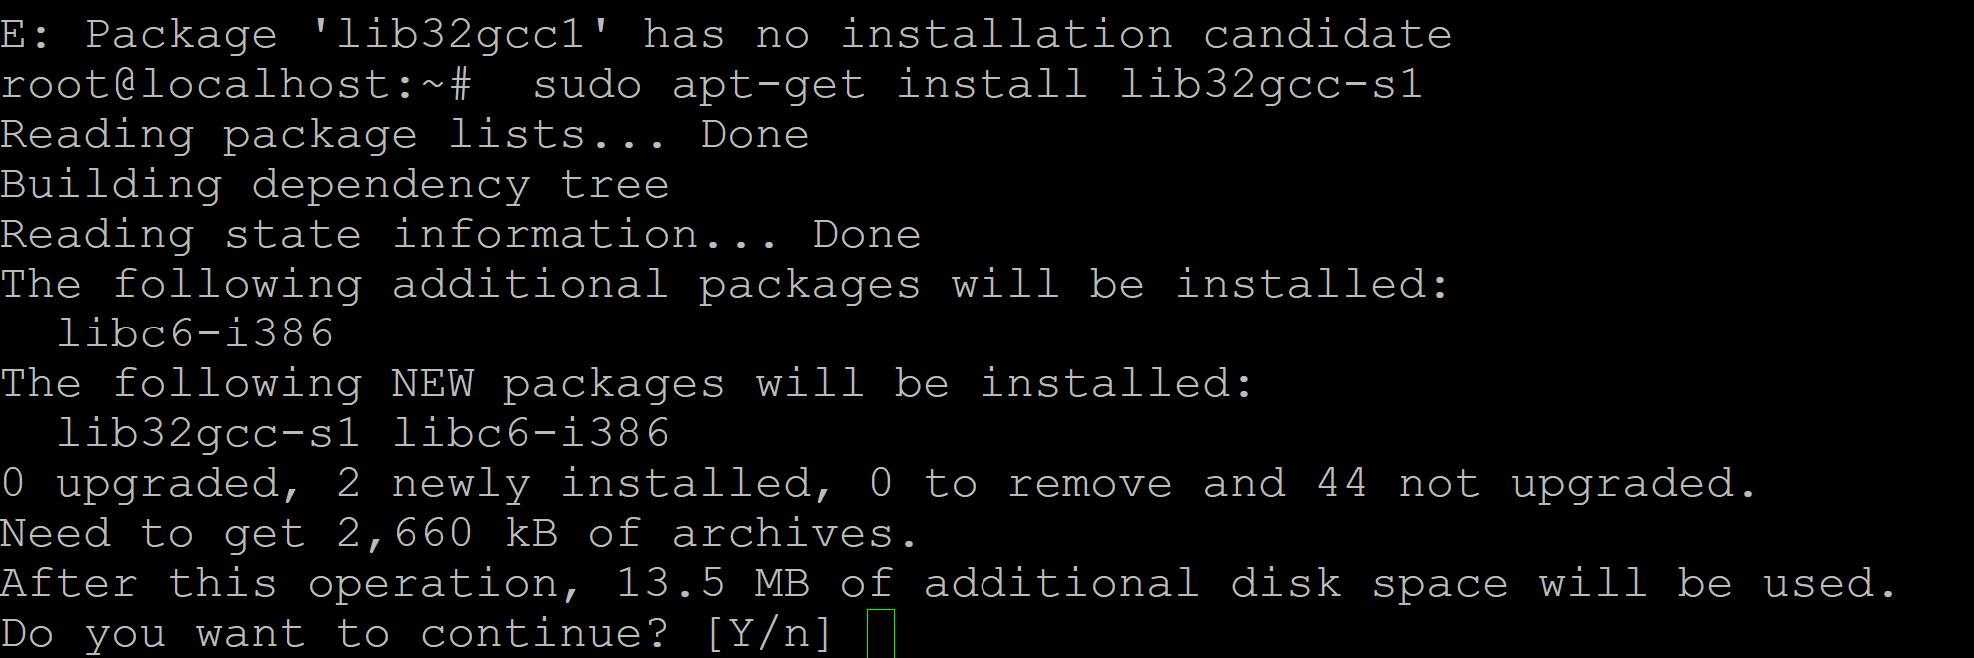 E: Package 'lib32gcc1' has no installation candidate
root@localhost:~#  sudo apt-get install lib32gcc-s1
Reading package lists... Done
Building dependency tree
Reading state information... Done
The following additional packages will be installed:
  libc6-i386
The following NEW packages will be installed:
  lib32gcc-s1 libc6-i386
0 upgraded, 2 newly installed, 0 to remove and 44 not upgraded.
Need to get 2,660 kB of archives.
After this operation, 13.5 MB of additional disk space will be used.
Do you want to continue? [Y/n]